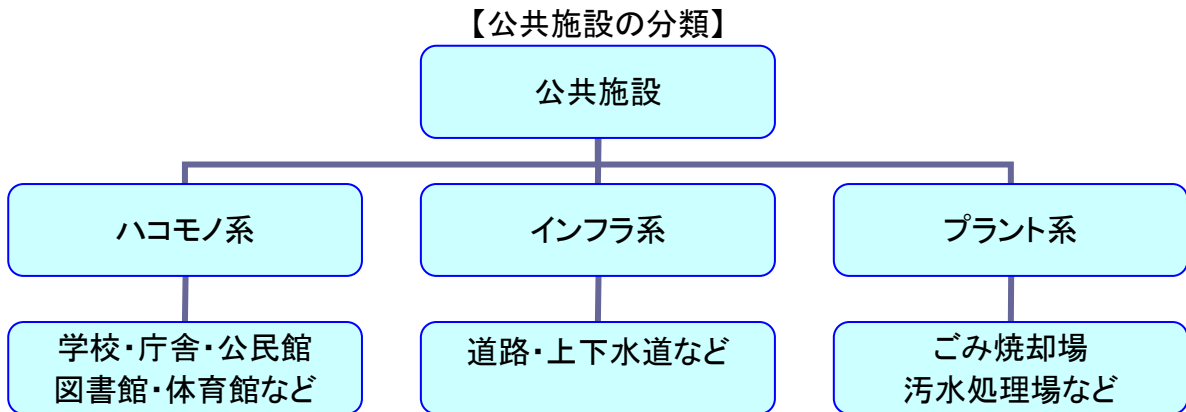 【公共施設の分類】
公共施設
ハコモノ系
インフラ系
プラント系
学校・庁舎・公民館
図書館・体育館など
道路・上下水道など
ごみ焼却場
汚水処理場など